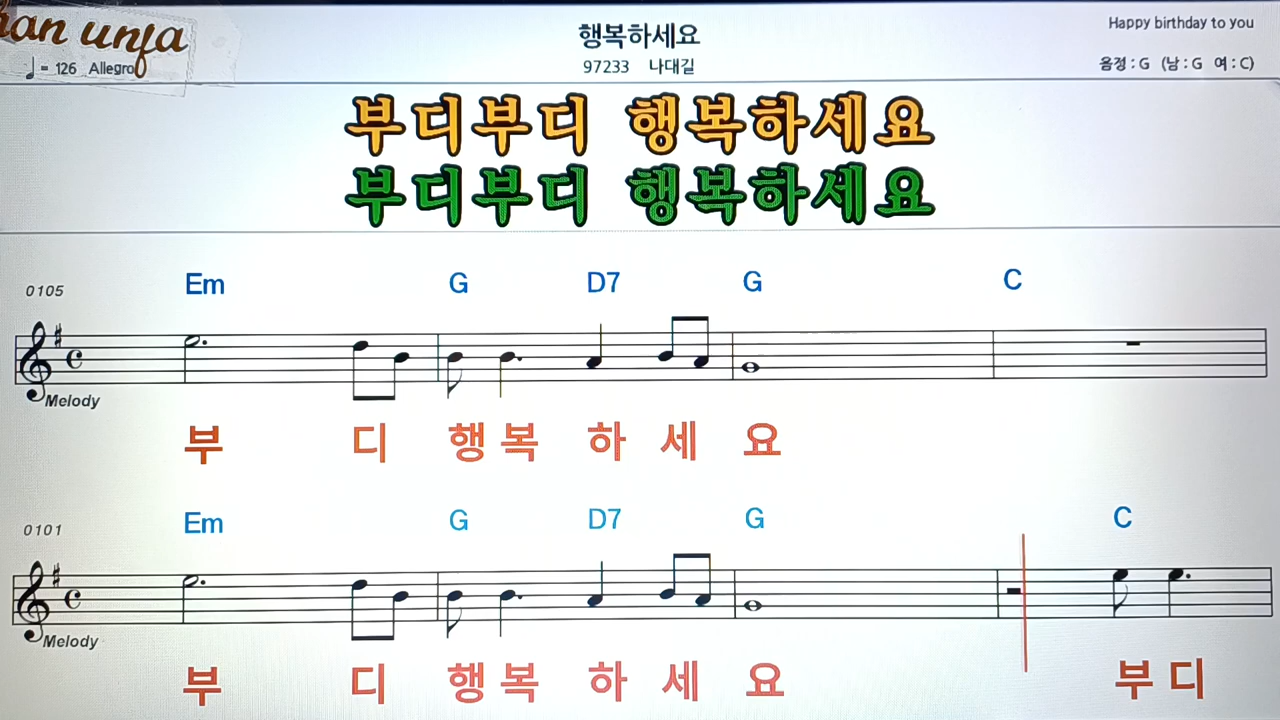 행복하세요
Happy birthday to you
♩ = 126 Allegro
97233 나대길
음정 : G (남 : G 여 : C)
부디부디 행복하세요
부디부디 행복하세요
0105 Em G D7 G C
Melody
부 디 행 복 하 세 요
0101 Em G D7 G C
Melody
부 디 행 복 하 세 요 부 디